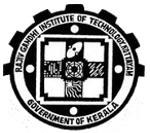 RAJIV GANDHI INSTITUTE OF TECHNOLOGY, KOTTAYAM
GOVERNMENT OF KERALA